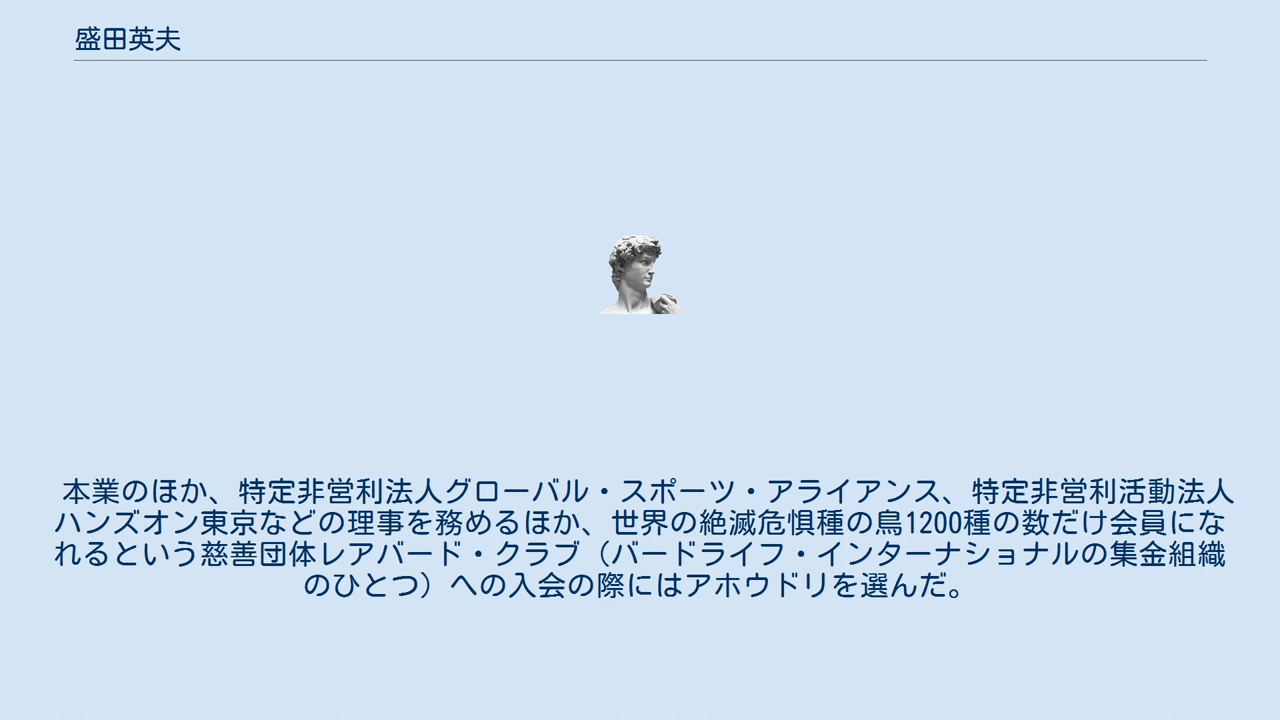 盛田英夫
本業のほか、特定非営利法人グローバル・スポーツ・アライアンス、特定非営利活動法人
ハンズオン東京などの理事を務めるほか、世界の絶滅危惧種の鳥1200種の数だけ会員にな
れるという慈善団体レアバード・クラブ（バードライフ・インターナショナルの集金組織
のひとつ）への入会の際にはアホウドリを選んだ。